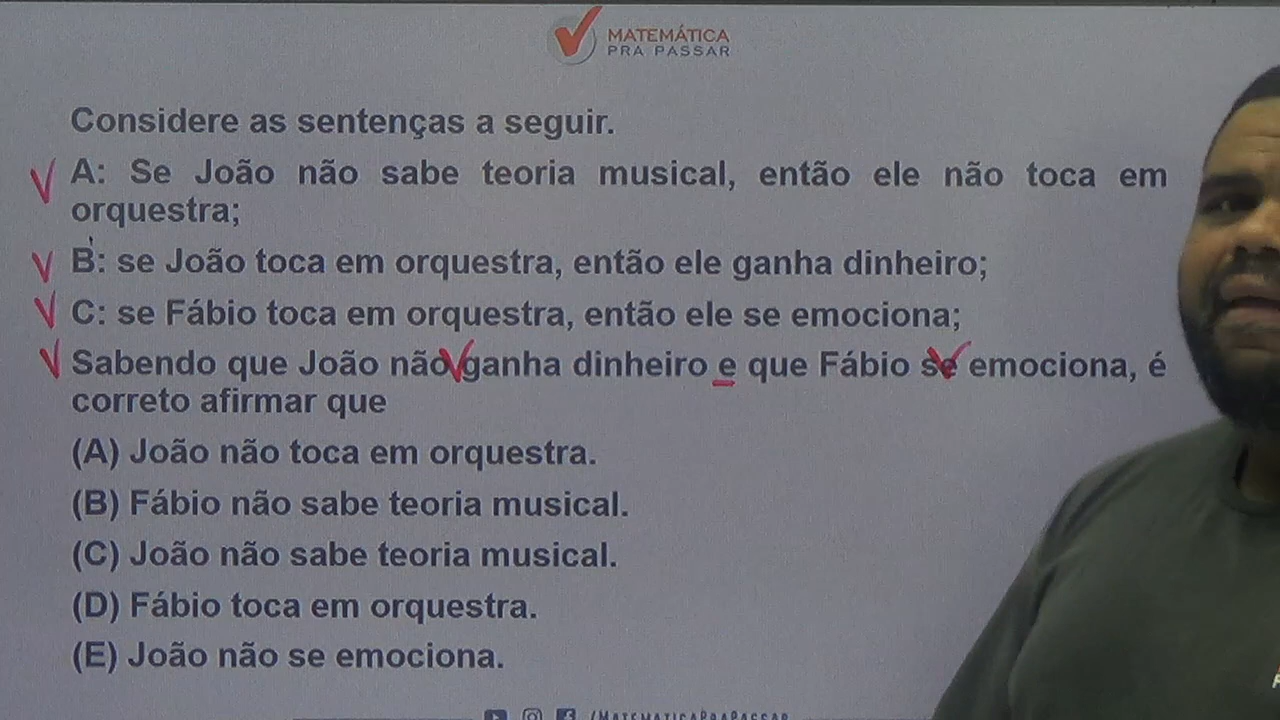 MATEMÁTICA
PRA PASSAR
Considere as sentenças a seguir.
A: Se João não sabe teoria musical, então ele não toca em
orquestra;
B: se João toca em orquestra, então ele ganha dinheiro;
C: se Fábio toca em orquestra, então ele se emociona;
Sabendo que João não ganha dinheiro e que Fábio se emociona, é
correto afirmar que
(A) João não toca em orquestra.
(B) Fábio não sabe teoria musical.
(C) João não sabe teoria musical.
(D) Fábio toca em orquestra.
(E) João não se emociona.
/MATEMATICAPRAPASSAR